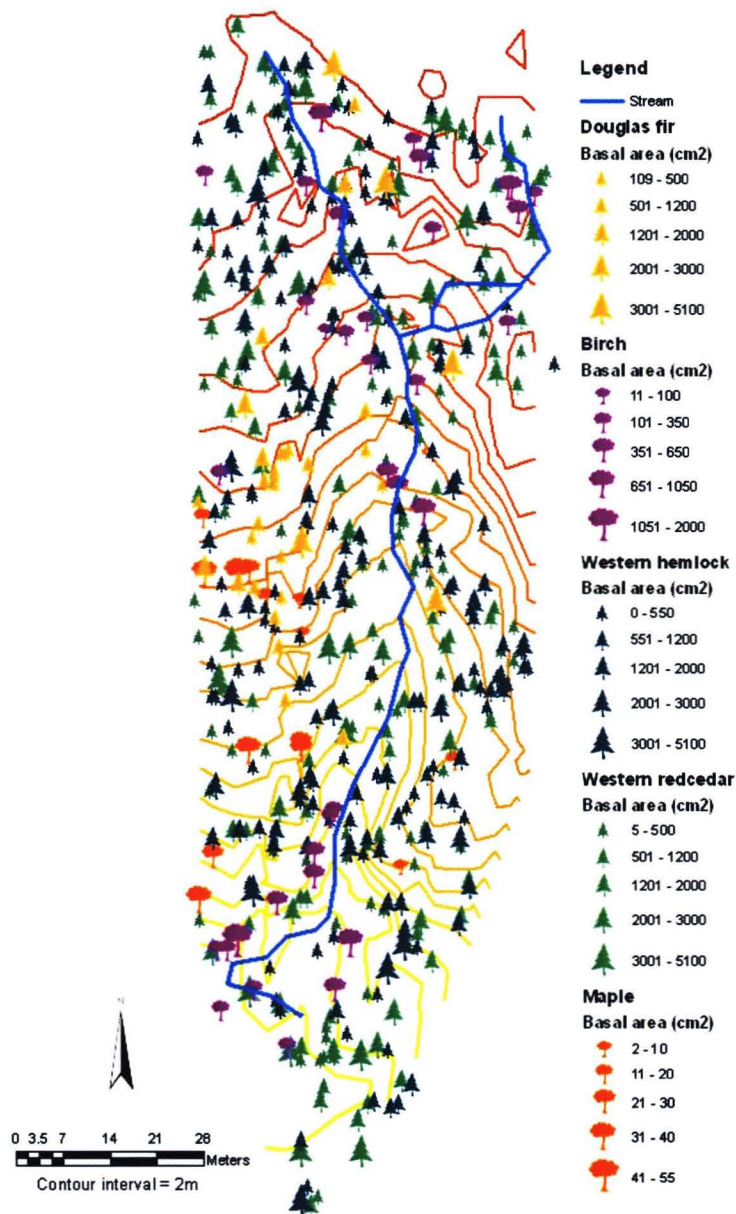 Legend
Stream
Douglas fir
Basal area (cm2)
109 - 500
501 - 1200
1201 - 2000
2001 - 3000
3001 - 5100
Birch
Basal area (cm2)
11 - 100
101 - 350
351 - 650
651 - 1050
1051 - 2000
Western hemlock
Basal area (cm2)
0 - 550
551 - 1200
1201 - 2000
2001 - 3000
3001 - 5100
Western redcedar
Basal area (cm2)
5 - 500
501 - 1200
1201 - 2000
2001 - 3000
3001 - 5100
Maple
Basal area (cm2)
2 - 10
11 - 20
21 - 30
31 - 40
41 - 55
N
0 3.5 7 14 21 28
Meters
Contour interval = 2m